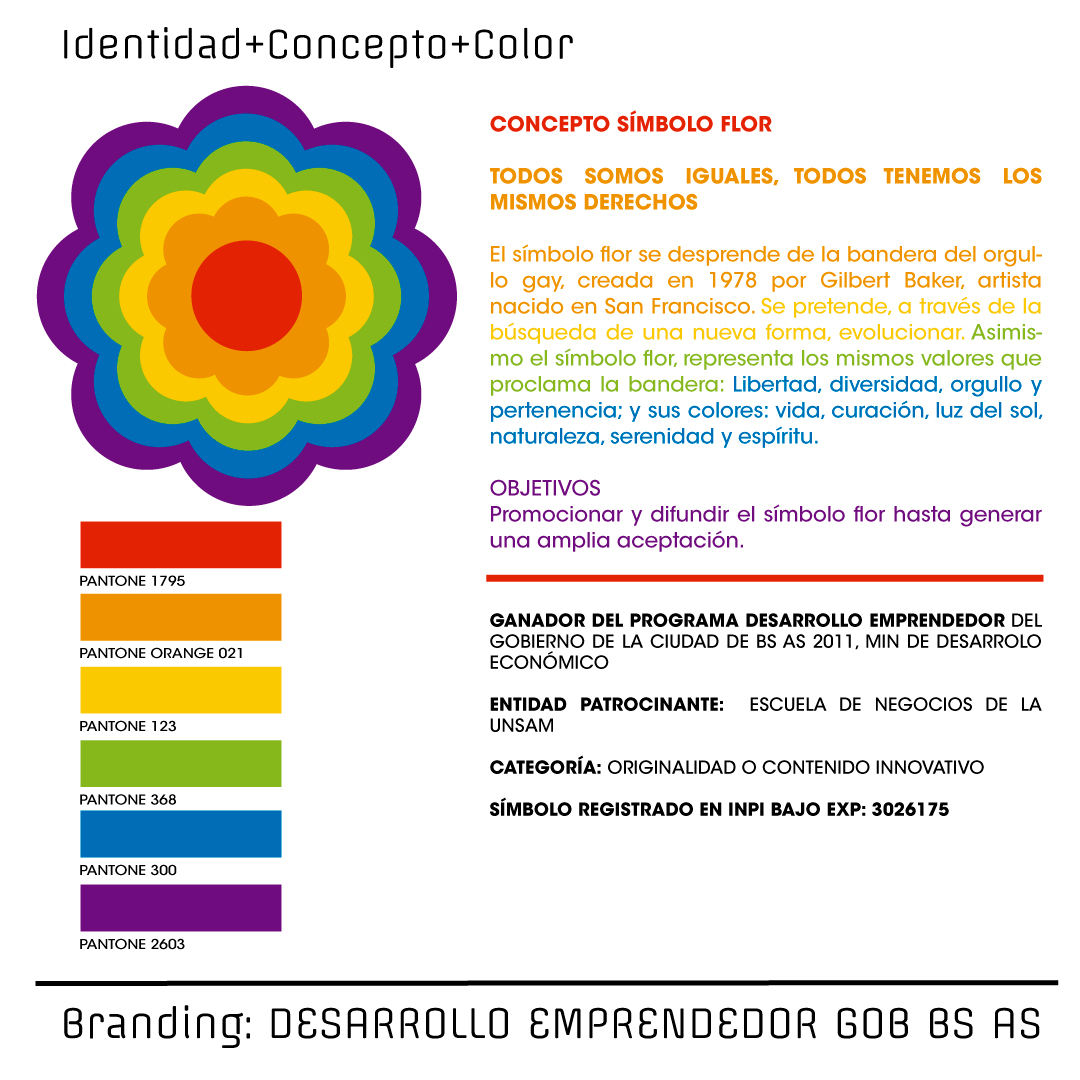 Identidad+Concepto+Color
CONCEPTO SÍMBOLO FLOR
TODOS SOMOS IGUALES, TODOS TENEMOS LOS
MISMOS DERECHOS
El símbolo flor se desprende de la bandera del orgul-
lo gay, creada en 1978 por Gilbert Baker, artista
nacido en San Francisco. Se pretende, a través de la
búsqueda de una nueva forma, evolucionar. Asimis-
mo el símbolo flor, representa los mismos valores que
proclama la bandera: Libertad, diversidad, orgullo y
pertenencia; y sus colores: vida, curación, luz del sol,
naturaleza, serenidad y espíritu.
OBJETIVOS
Promocionar y difundir el símbolo flor hasta generar
una amplia aceptación.
PANTONE 1795
PANTONE ORANGE 021
PANTONE 123
PANTONE 368
PANTONE 300
PANTONE 2603
GANADOR DEL PROGRAMA DESARROLLO EMPRENDEDOR DEL
GOBIERNO DE LA CIUDAD DE BS AS 2011, MIN DE DESARROLO
ECONÓMICO
ENTIDAD PATROCINANTE: ESCUELA DE NEGOCIOS DE LA
UNSAM
CATEGORÍA: ORIGINALIDAD O CONTENIDO INNOVATIVO
SÍMBOLO REGISTRADO EN INPI BAJO EXP: 3026175
Branding: DESARROLLO EMPRENDEDOR GOB BS AS